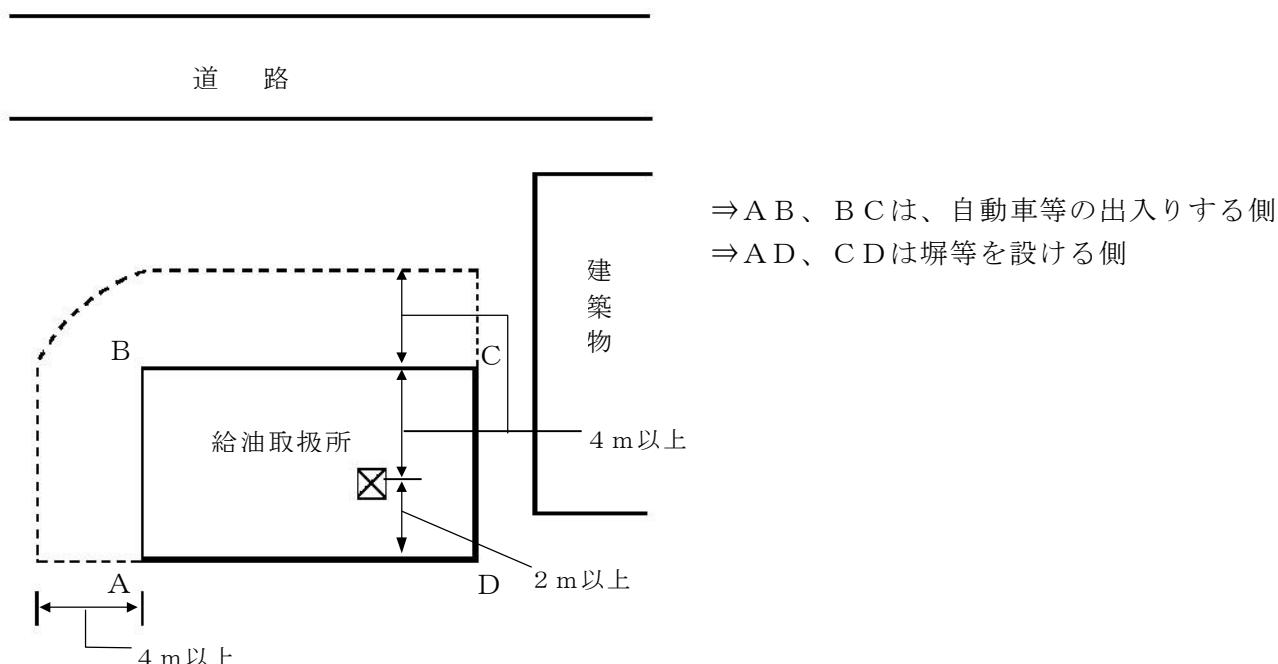 道　路
⇒ＡＢ、ＢＣは、自動車等の出入りする側
⇒ＡＤ、ＣＤは塀等を設ける側
建築物
B
C
給油取扱所
４ｍ以上
２ｍ以上
A
D
４ｍ以上